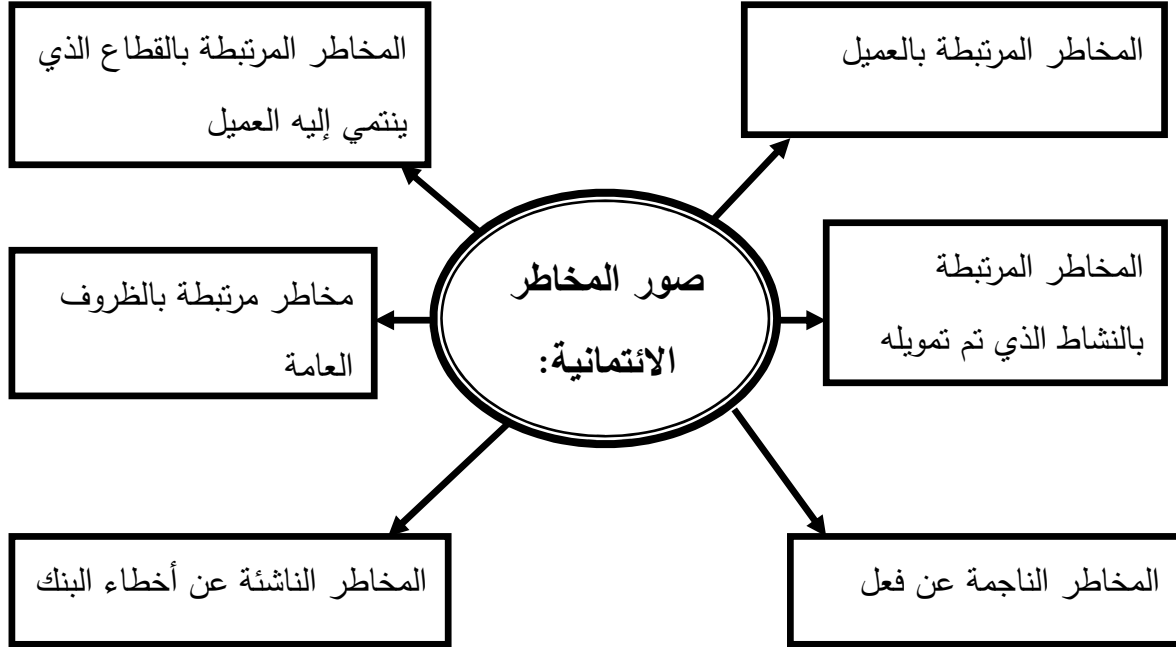 المخاطر المرتبطة بالعميل
المخاطر المرتبطة بالقطاع الذي
ينتمي إليه العميل
صور المخاطر
الائتمانية:
المخاطر المرتبطة
بالنشاط الذي تم تمويله
مخاطر مرتبطة بالظروف
العامة
المخاطر الناجمة عن فعل
المخاطر الناشئة عن أخطاء البنك